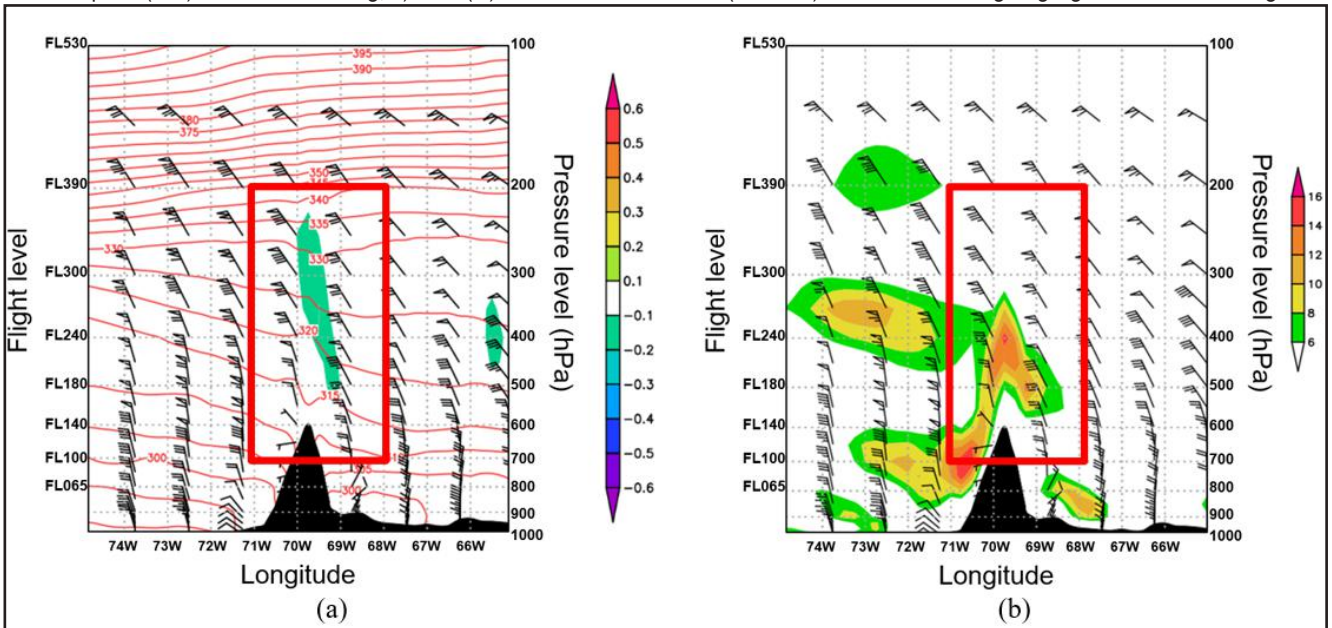 FL530
FL390
FL300
FL240
FL180
FL140
FL100
FL065
Flight level
395
390
380
375
350
340
335
330
330
320
315
300
300
100
200
300
400
500
600
700
800
900
1000
Pressure level (hPa)
74W 73W 72W 71W 70W 69W 68W 67W 66W
Longitude
(a)
0.6
0.5
0.4
0.3
0.2
0.1
−0.1
−0.2
−0.3
−0.4
−0.5
−0.6
FL530
FL390
FL300
FL240
FL180
FL140
FL100
FL065
Flight level
100
200
300
400
500
600
700
800
900
1000
Pressure level (hPa)
74W 73W 72W 71W 70W 69W 68W 67W 66W
Longitude
(b)
16
14
12
10
8
6